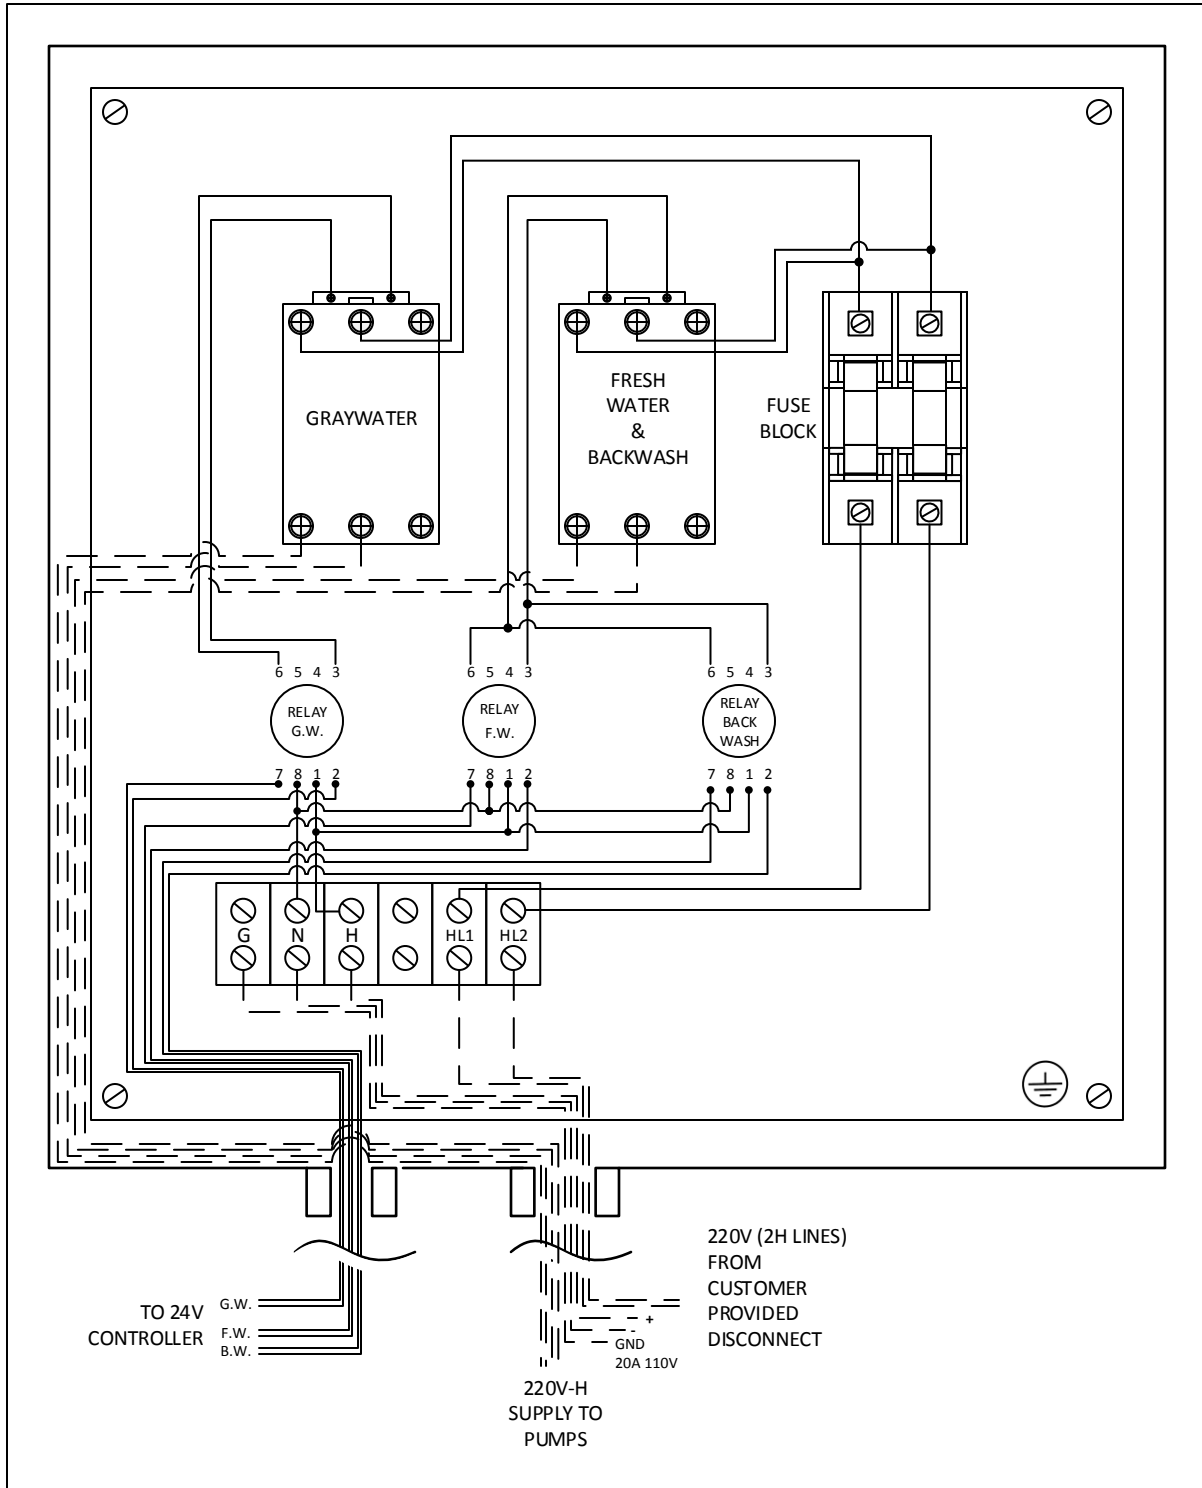 GRAYWATER
FRESH
WATER
&
BACKWASH
FUSE
BLOCK
6 5 4 3
RELAY
G.W.
7 8 1 2
6 5 4 3
RELAY
F.W.
7 8 1 2
6 5 4 3
RELAY
BACK
WASH
7 8 1 2
G N H HL1 HL2
TO 24V
CONTROLLER
G.W.
F.W.
B.W.
220V (2H LINES)
FROM
CUSTOMER
PROVIDED
DISCONNECT
+
-
GND
20A 110V
220V-H
SUPPLY TO
PUMPS